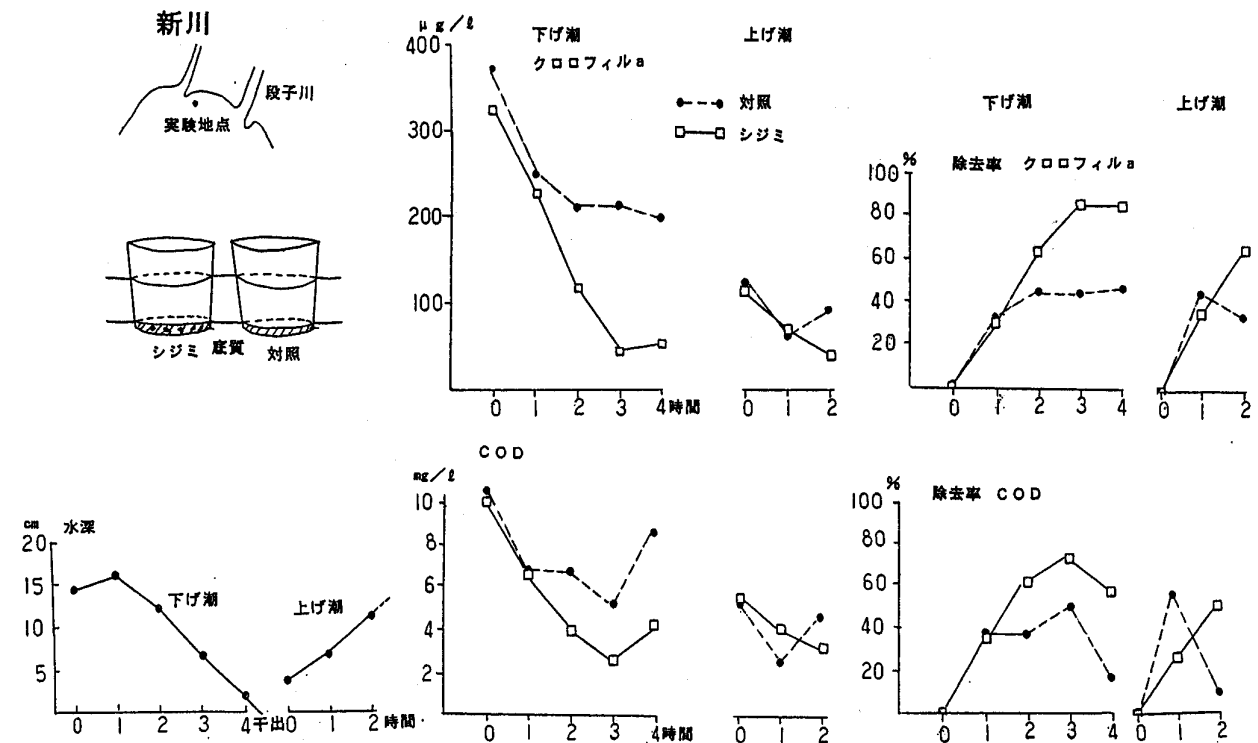 新川
段子川
実験地点
シジミ 底質 対照
cm 水深
20
15
10
5
下げ潮
上げ潮
0 1 2 3 4 干出 0 1 2 時間
μg/ℓ
下げ潮 上げ潮
クロロフィルa
400
300
200
100
対照
シジミ
0 1 2 3 4時間 0 1 2
COD
mg/ℓ
10
8
6
4
2
0 1 2 3 4時間 0 1 2
下げ潮 上げ潮
% 除去率 クロロフィルa
100
80
60
40
20
0 1 2 3 4 0 1 2
% 除去率 COD
100
80
60
40
20
0 1 2 3 4 0 1 2